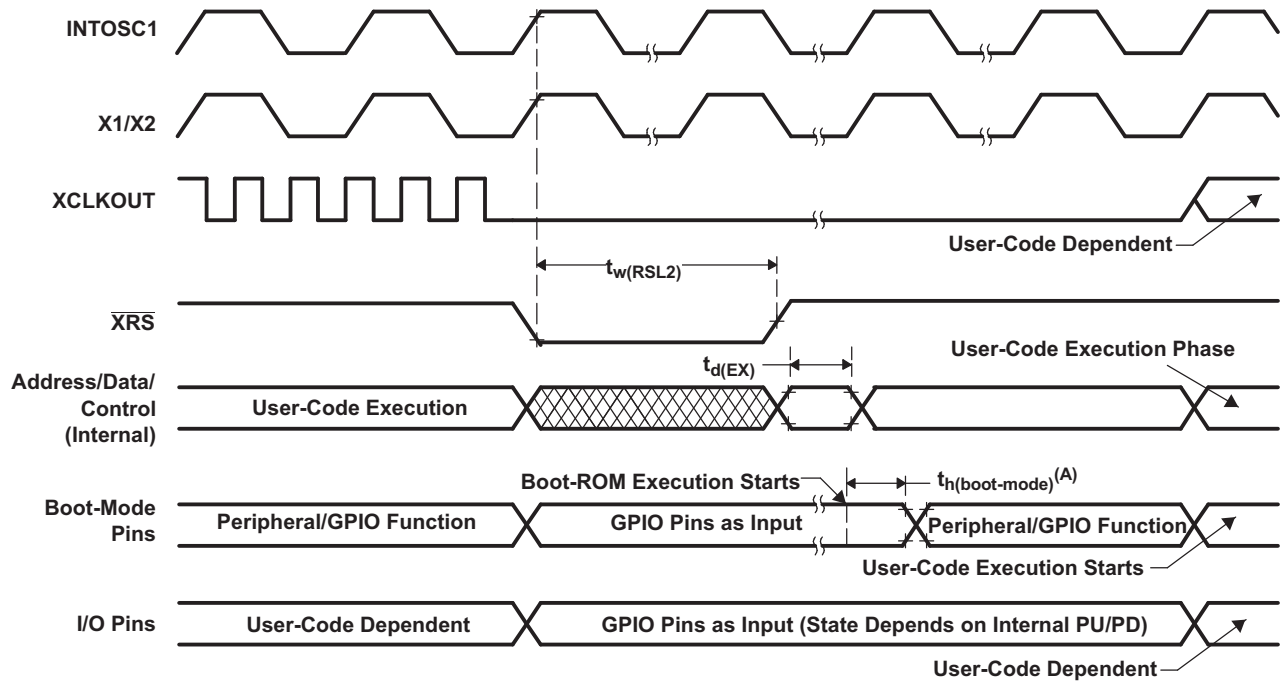 INTOSC1
X1/X2
XCLKOUT
User-Code Dependent
tw(RSL2)
XRS
User-Code Execution Phase
td(EX)
Address/Data/
Control
(Internal)
User-Code Execution
Boot-ROM Execution Starts
th(boot-mode)(A)
Boot-Mode
Pins
Peripheral/GPIO Function
GPIO Pins as Input
Peripheral/GPIO Function
User-Code Execution Starts
I/O Pins
User-Code Dependent
GPIO Pins as Input (State Depends on Internal PU/PD)
User-Code Dependent